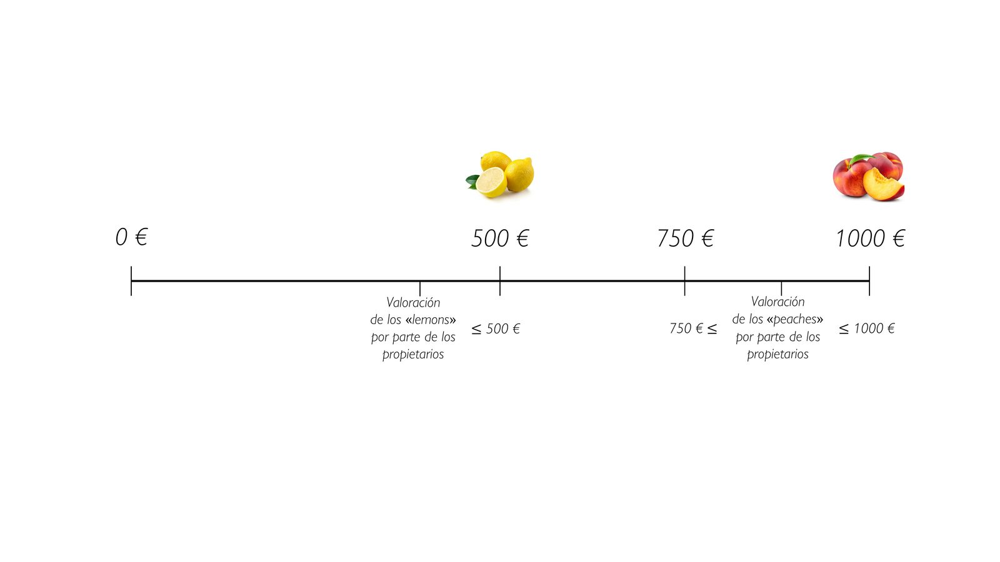 0 €
500 €
750 €
1000 €
Valoración
de los «lemons»
por parte de los
propietarios
≤ 500 €
750 € ≤
Valoración
de los «peaches»
por parte de los
propietarios
≤ 1000 €